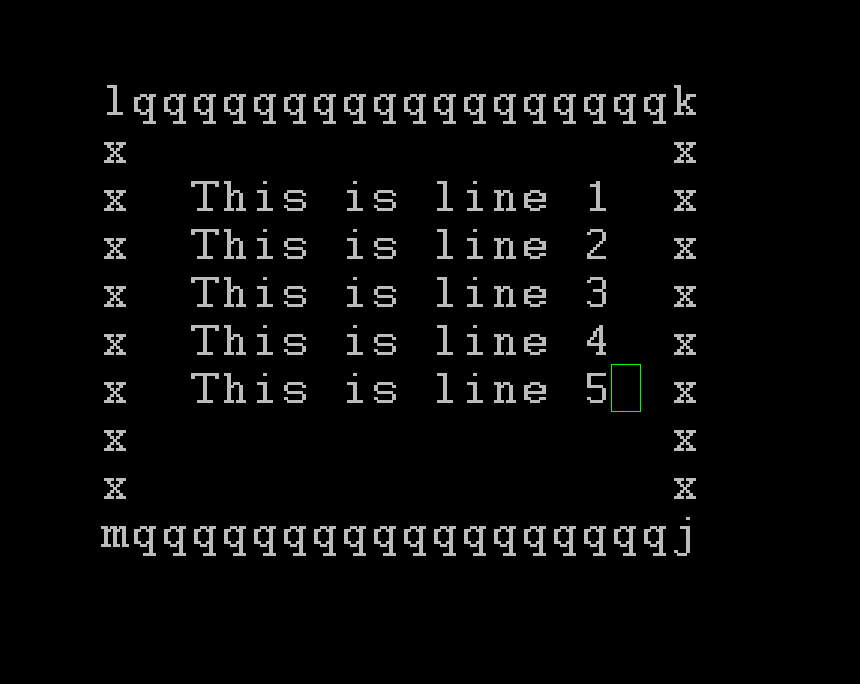 lqqqqqqqqqqqqqqqqqqk
x                  x
x  This is line 1  x
x  This is line 2  x
x  This is line 3  x
x  This is line 4  x
x  This is line 5  x
x                  x
x                  x
mqqqqqqqqqqqqqqqqqqj